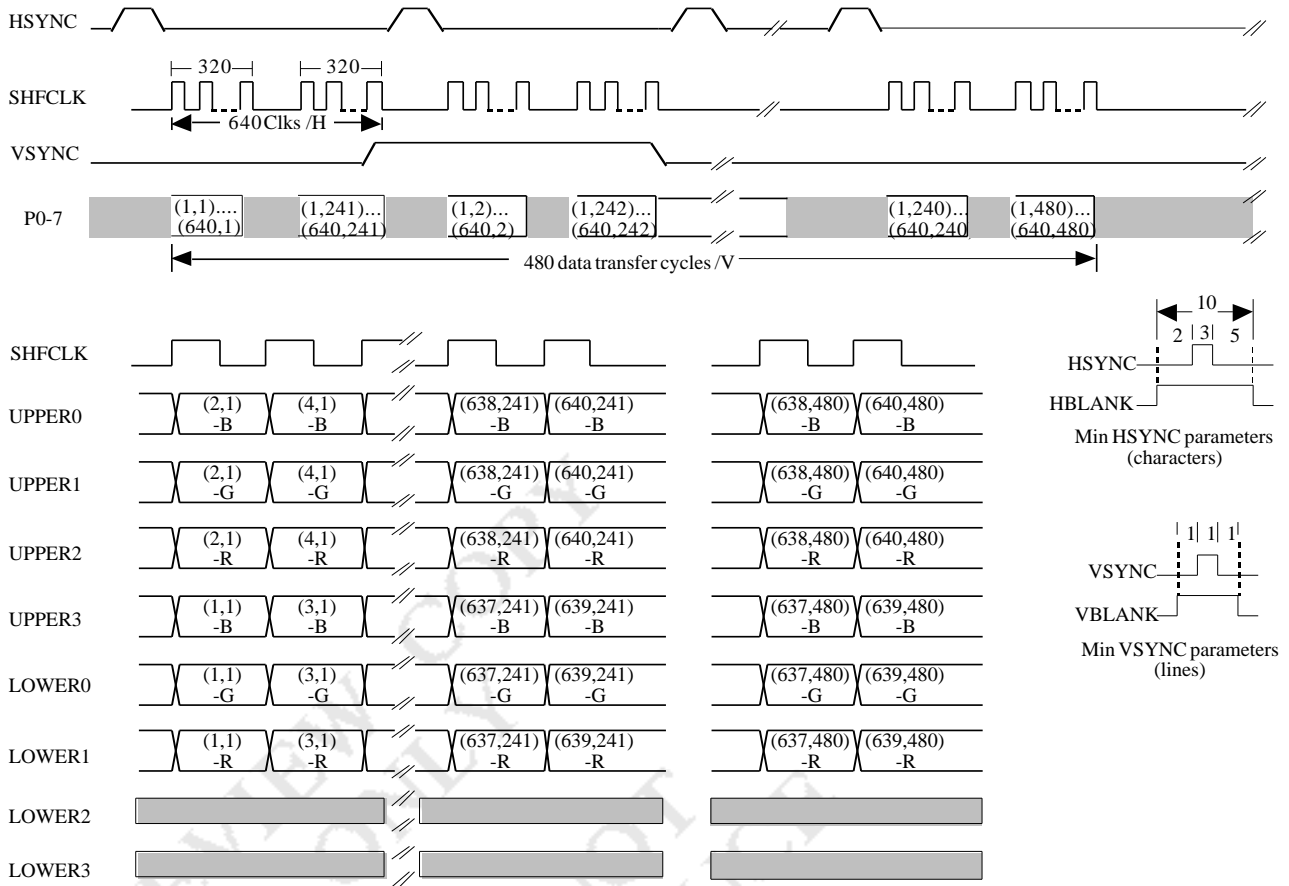 HSYNC
320 320
SHFCLK
640 Clks /H
VSYNC
P0-7
(1,1).... (1,241)... (1,2)... (1,242)... (1,240)... (1,480)...
(640,1) (640,241) (640,2) (640,242) (640,240) (640,480)
480 data transfer cycles /V
SHFCLK
UPPER0
(2,1) (4,1) (638,241) (640,241) (638,480) (640,480)
-B -B -B -B -B -B
UPPER1
(2,1) (4,1) (638,241) (640,241) (638,480) (640,480)
-G -G -G -G -G -G
UPPER2
(2,1) (4,1) (638,241) (640,241) (638,480) (640,480)
-R -R -R -R -R -R
UPPER3
(1,1) (3,1) (637,241) (639,241) (637,480) (639,480)
-B -B -B -B -B -B
LOWER0
(1,1) (3,1) (637,241) (639,241) (637,480) (639,480)
-G -G -G -G -G -G
LOWER1
(1,1) (3,1) (637,241) (639,241) (637,480) (639,480)
-R -R -R -R -R -R
LOWER2
LOWER3
10
2 3 5
HSYNC
HBLANK
Min HSYNC parameters
(characters)
1 1 1
VSYNC
VBLANK
Min VSYNC parameters
(lines)
COPY
ONLY